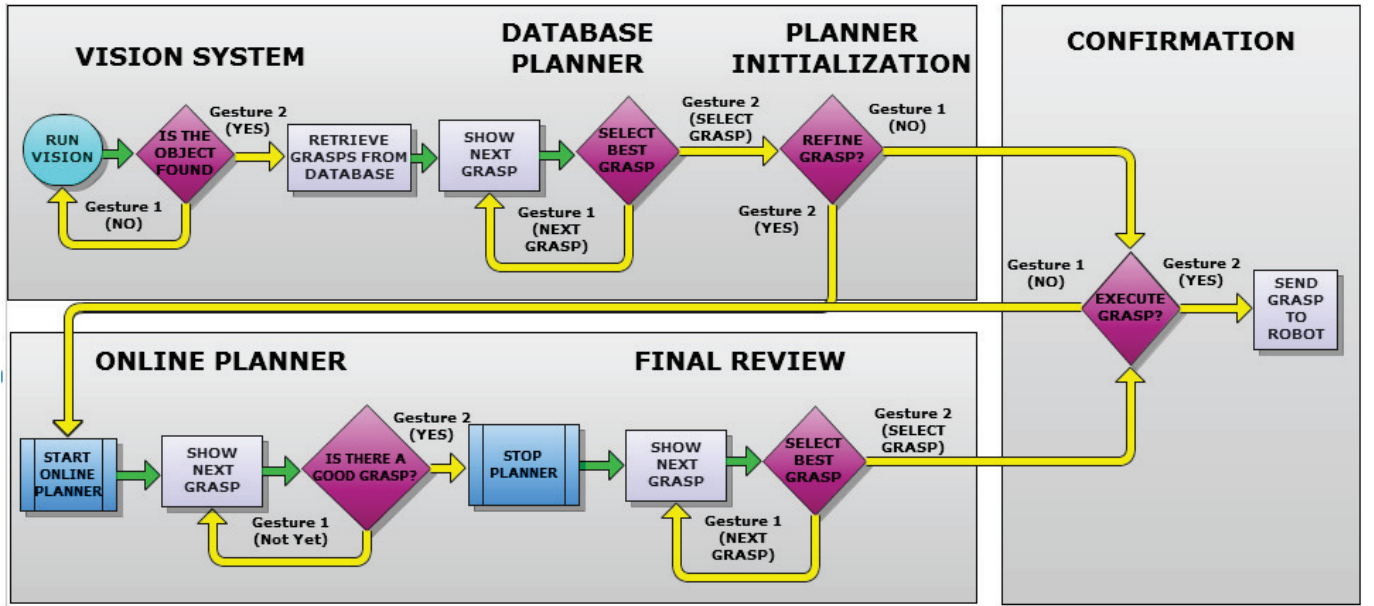 VISION SYSTEM
DATABASE
PLANNER
PLANNER
INITIALIZATION
CONFIRMATION
RUN
VISION
IS THE
OBJECT
FOUND
Gesture 2
(YES)
Gesture 1
(NO)
RETRIEVE
GRASPS FROM
DATABASE
SHOW
NEXT
GRASP
SELECT
BEST
GRASP
Gesture 1
(NEXT
GRASP)
Gesture 2
(SELECT
GRASP)
REFINE
GRASP?
Gesture 1
(NO)
Gesture 2
(YES)
Gesture 1
(NO)
EXECUTE
GRASP?
Gesture 2
(YES)
SEND
GRASP
TO
ROBOT
ONLINE PLANNER
FINAL REVIEW
START
ONLINE
PLANNER
SHOW
NEXT
GRASP
IS THERE A
GOOD GRASP?
Gesture 2
(YES)
Gesture 1
(Not Yet)
STOP
PLANNER
SHOW
NEXT
GRASP
SELECT
BEST
GRASP
Gesture 1
(NEXT
GRASP)
Gesture 2
(SELECT
GRASP)